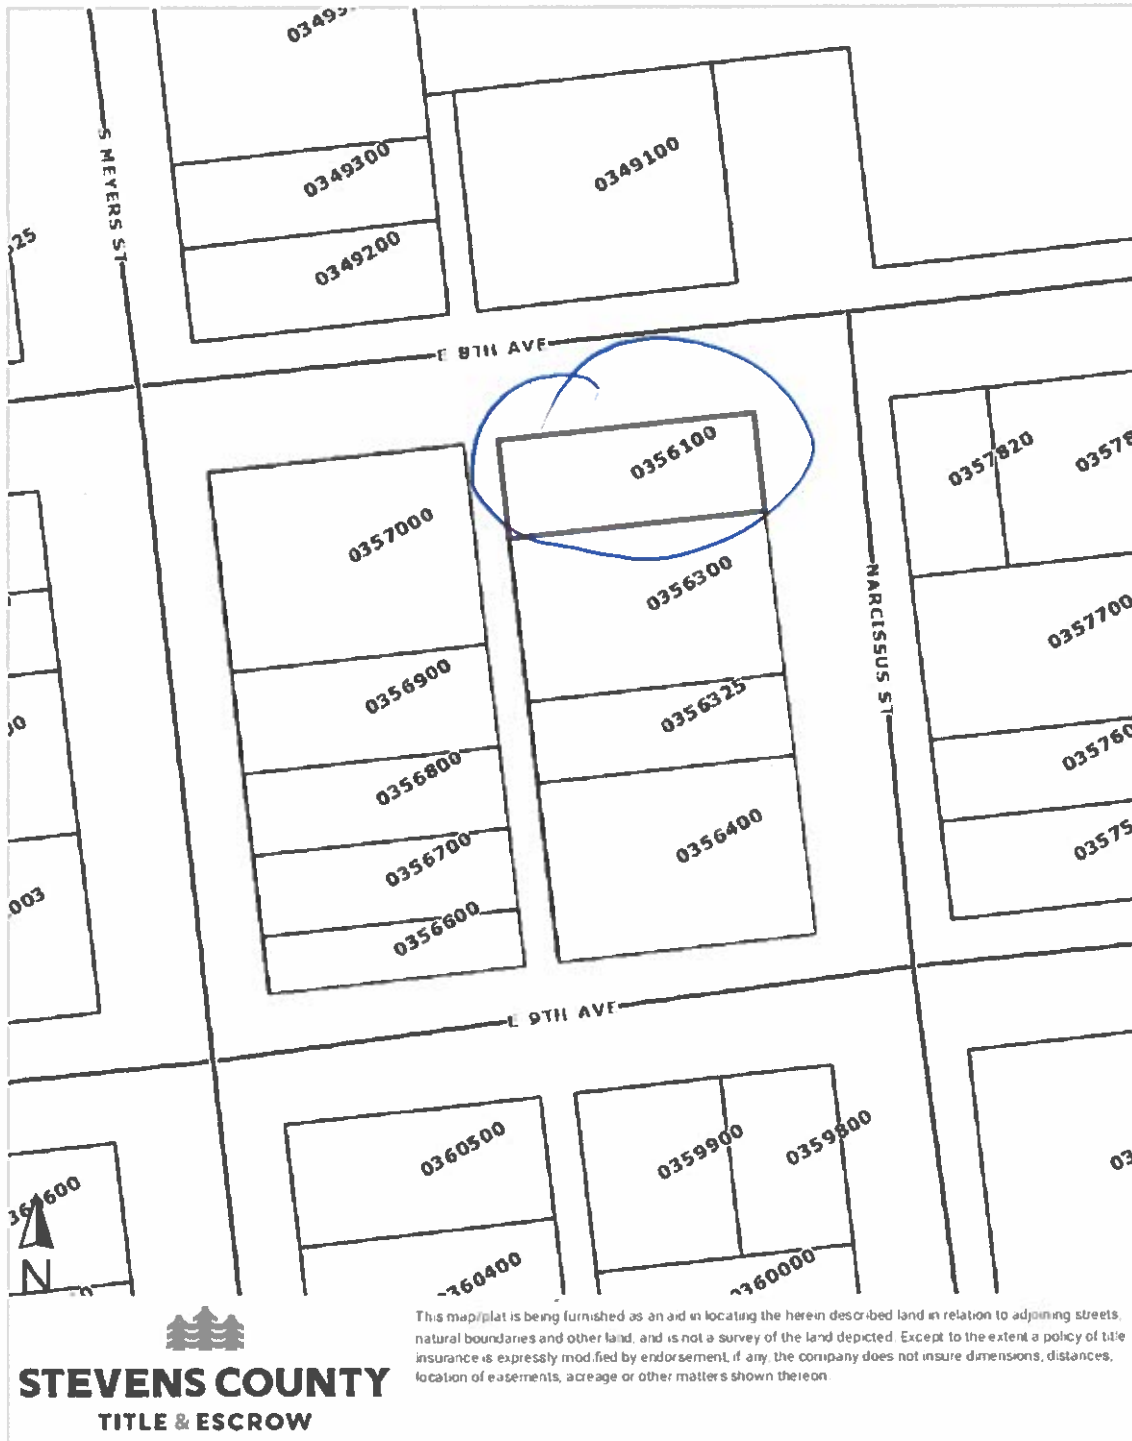 S MEYERS ST
0349300
0349100
0349200
E 8TH AVE
0356100
0357820
0357000
0356300
NARCISSUS ST
0357700
0356900
0356325
0356800
0356400
0356700
003
0356600
E 9TH AVE
0360500
0359900
0359800
0360000
N
STEVENS COUNTY
TITLE & ESCROW
This map/plat is being furnished as an aid in locating the herein described land in relation to adjoining streets,
natural boundaries and other land, and is not a survey of the land depicted. Except to the extent a policy of title
insurance is expressly modified by endorsement, if any, the company does not insure dimensions, distances,
location of easements, acreage or other matters shown thereon.